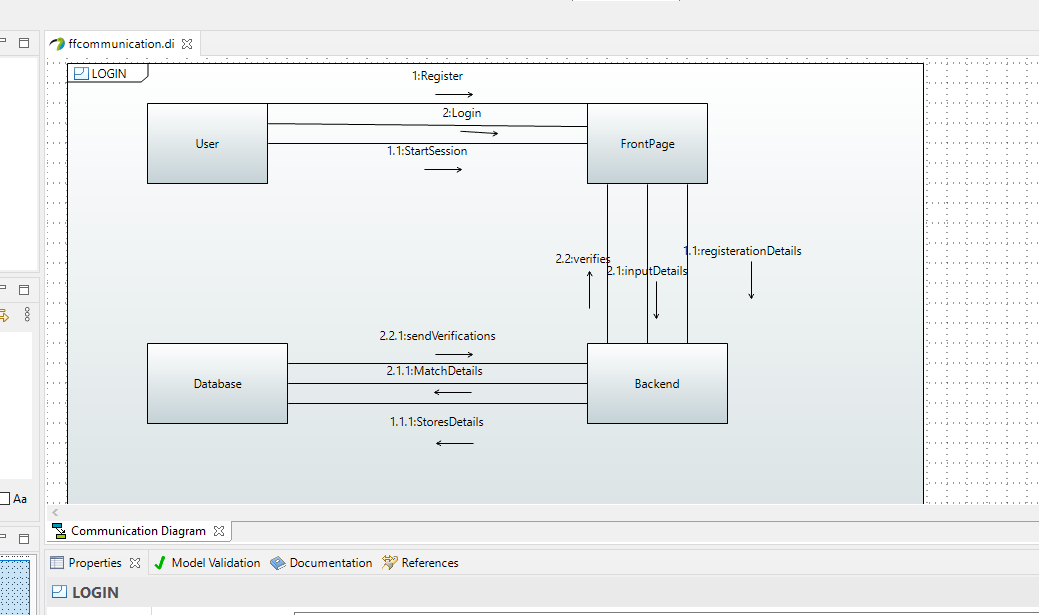 ffcommunication.di
LOGIN
1:Register
2:Login
User
FrontPage
1.1:StartSession
1.1:registerationDetails
2.2:verifies
2.1:inputDetails
2.2.1:sendVerifications
2.1.1:MatchDetails
Database
Backend
1.1.1:StoresDetails
Aa
Communication Diagram
Properties
Model Validation
Documentation
References
LOGIN